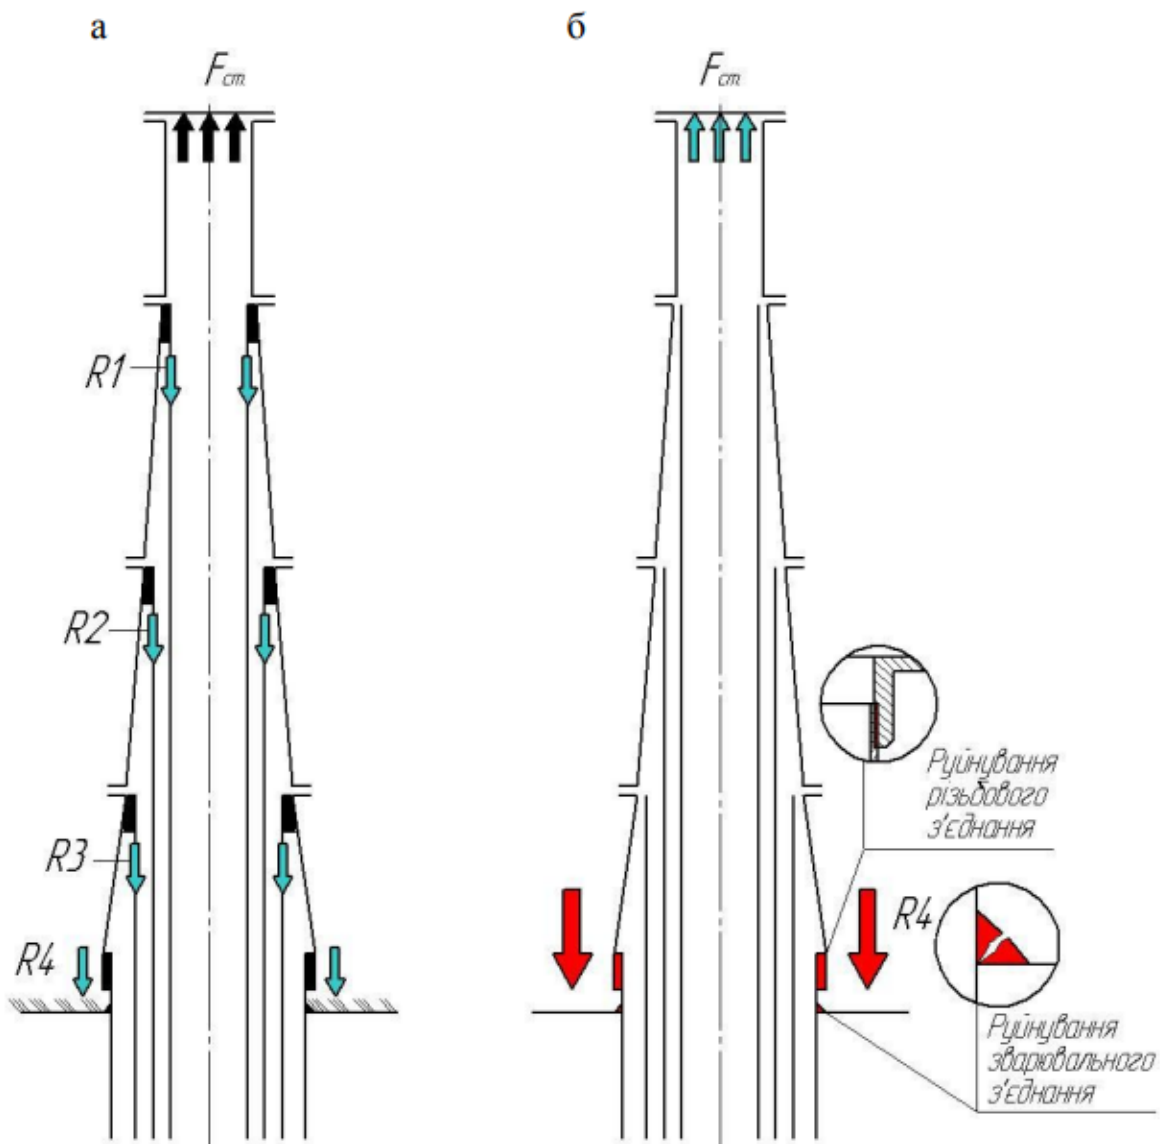 а
б
Fст.
Fст.
R1
R2
Руйнування
різьбового
з'єднання
R3
R4
R4
Руйнування
зварювального
з'єднання